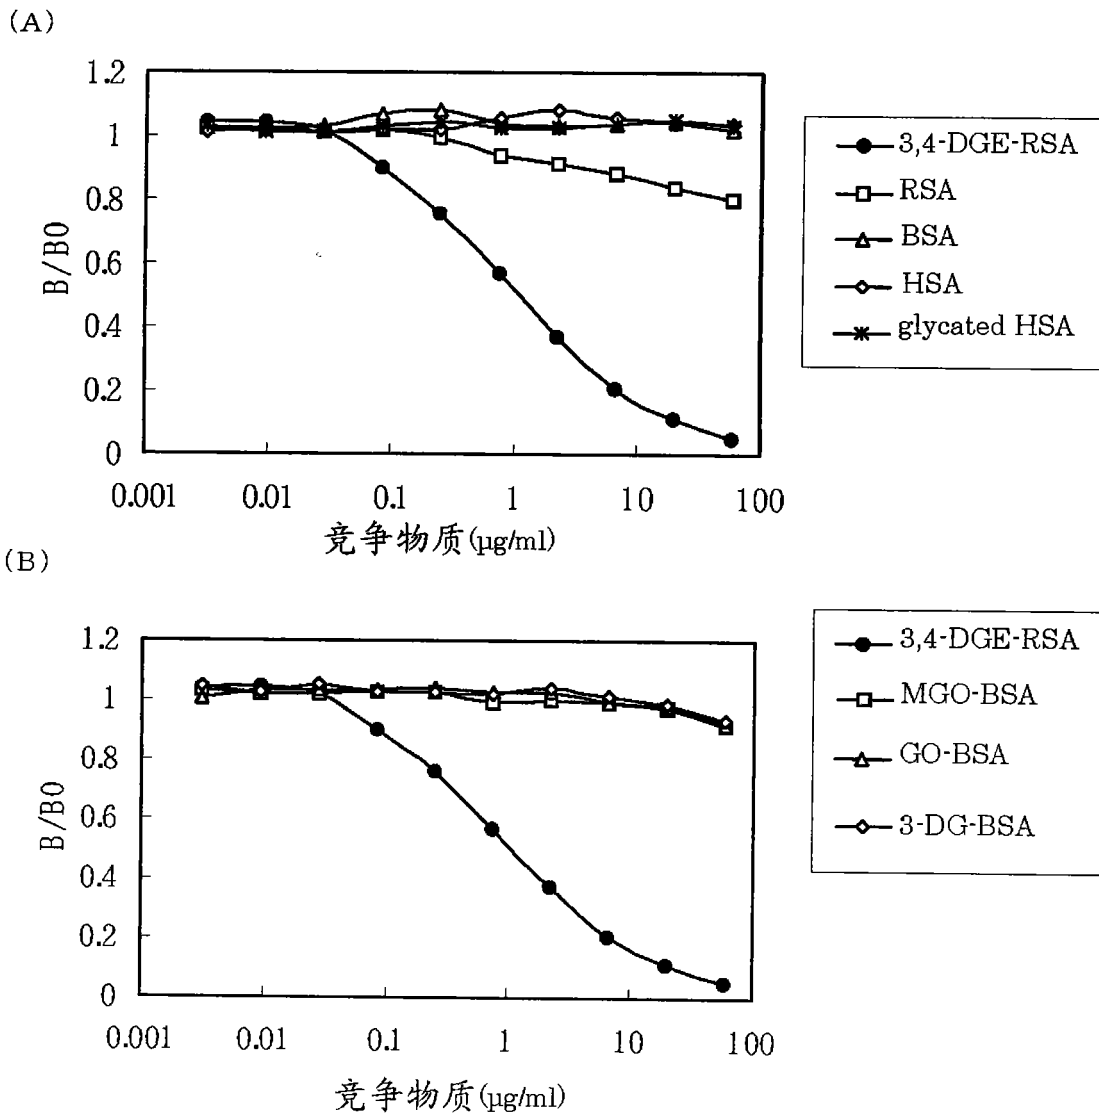 (A)
1.2
1
0.8
0.6
0.4
0.2
0
B/B0
0.001 0.01 0.1 1 10 100
竞争物质(µg/ml)
3,4-DGE-RSA
RSA
BSA
HSA
glycated HSA
(B)
1.2
1
0.8
0.6
0.4
0.2
0
B/B0
0.001 0.01 0.1 1 10 100
竞争物质(µg/ml)
3,4-DGE-RSA
MGO-BSA
GO-BSA
3-DG-BSA